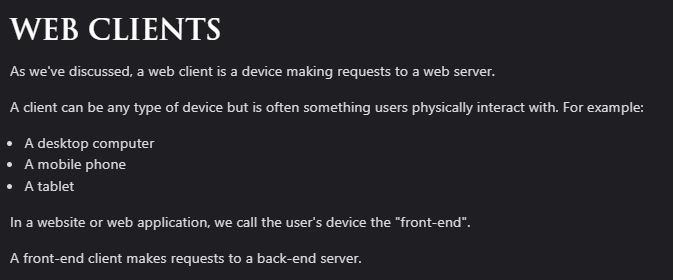 WEB CLIENTS
As we've discussed, a web client is a device making requests to a web server.
A client can be any type of device but is often something users physically interact with. For example:
• A desktop computer
• A mobile phone
• A tablet
In a website or web application, we call the user's device the "front-end".
A front-end client makes requests to a back-end server.